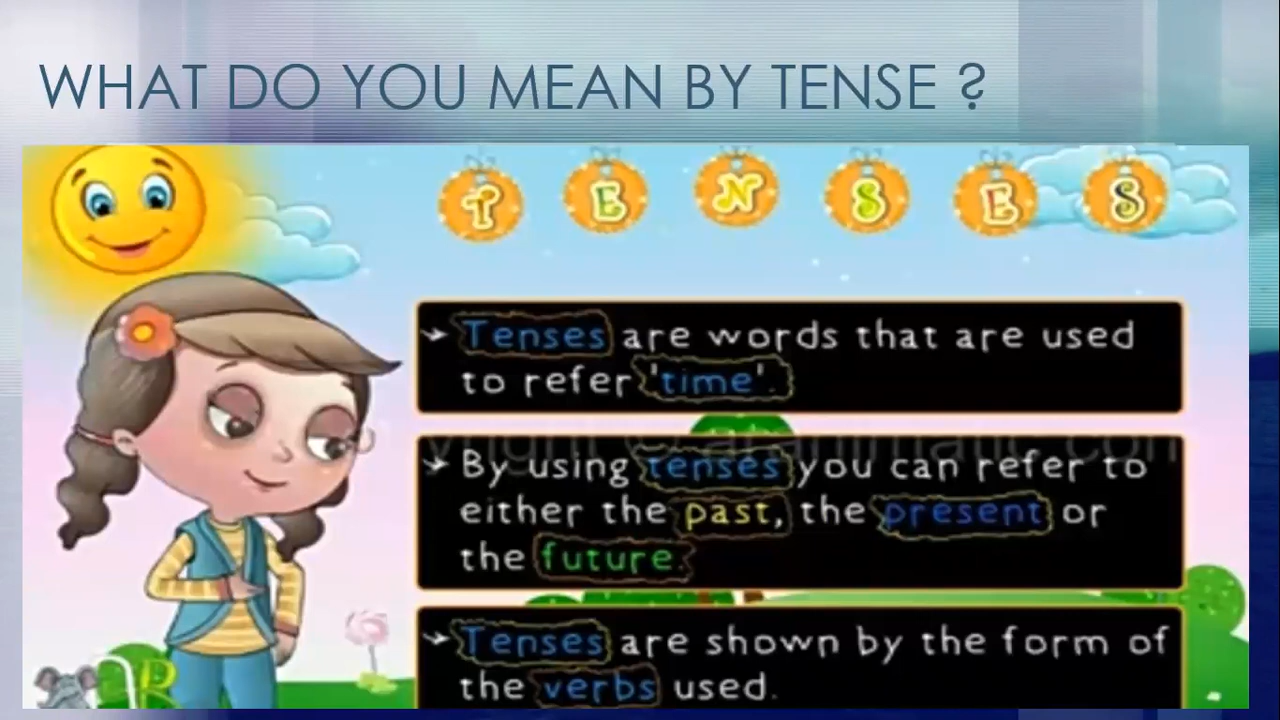 WHAT DO YOU MEAN BY TENSE ?
TENSES
Tenses are words that are used
to refer 'time'.
By using tenses you can refer to
either the past, the present or
the future.
Tenses are shown by the form of
the verbs used.